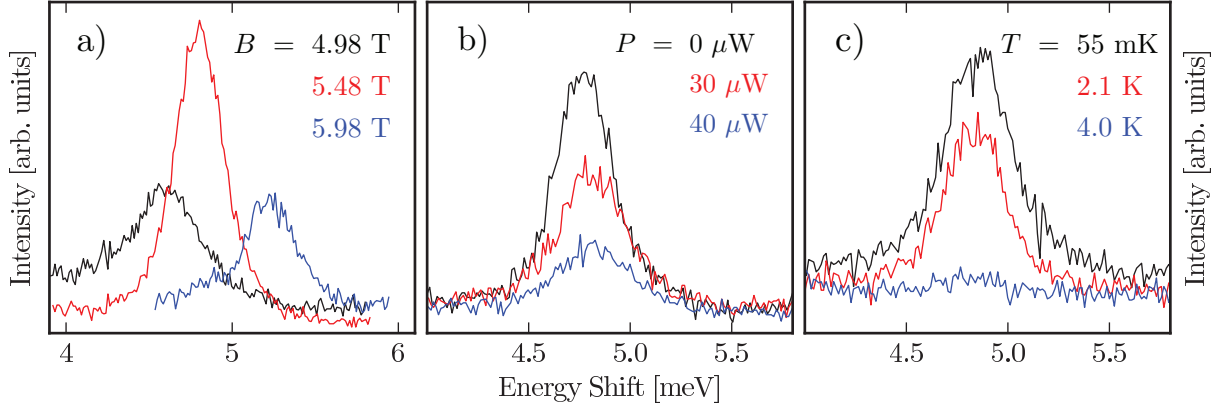 a)
B = 4.98 T
5.48 T
5.98 T
b)
P = 0 μW
30 μW
40 μW
c)
T = 55 mK
2.1 K
4.0 K
Intensity [arb. units]
Intensity [arb. units]
4 5 6
4.5 5.0 5.5
4.5 5.0 5.5
Energy Shift [meV]